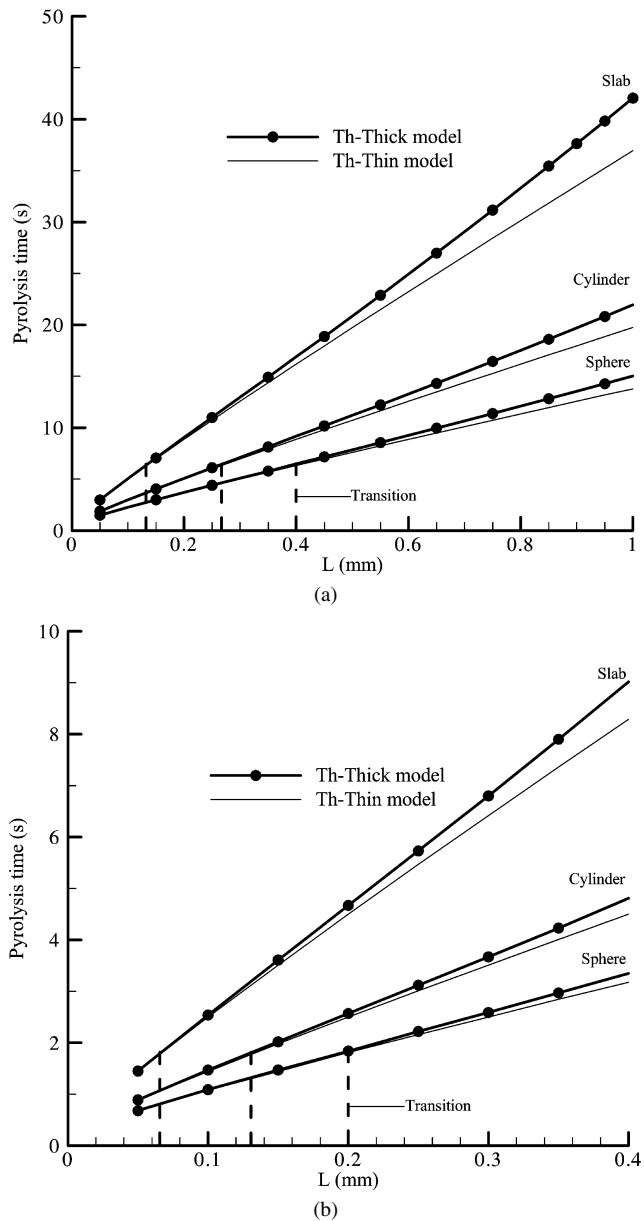 50
Slab
40
Th-Thick model
Th-Thin model
30
Pyrolysis time (s)
Cylinder
20
Sphere
10
Transition
0
0 0.2 0.4 0.6 0.8 1
L (mm)
(a)
10
Slab
8
Th-Thick model
Th-Thin model
6
Pyrolysis time (s)
Cylinder
4
Sphere
2
Transition
0
0 0.1 0.2 0.3 0.4
L (mm)
(b)